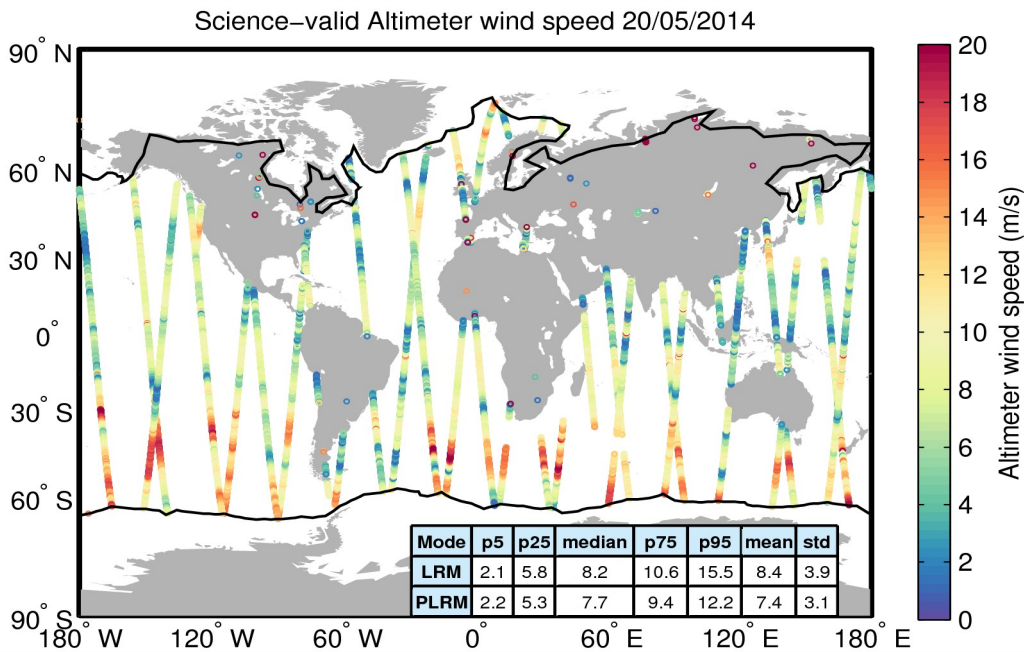 Science-valid Altimeter wind speed 20/05/2014
90° N
60° N
30° N
0°
30° S
60° S
90° S
180° W
120° W
60° W
0°
60° E
120° E
180° E
Mode p5 p25 median p75 p95 mean std
LRM 2.1 5.8 8.2 10.6 15.5 8.4 3.9
PLRM 2.2 5.3 7.7 9.4 12.2 7.4 3.1
20
18
16
14
12
10
8
6
4
2
0
Altimeter wind speed (m/s)